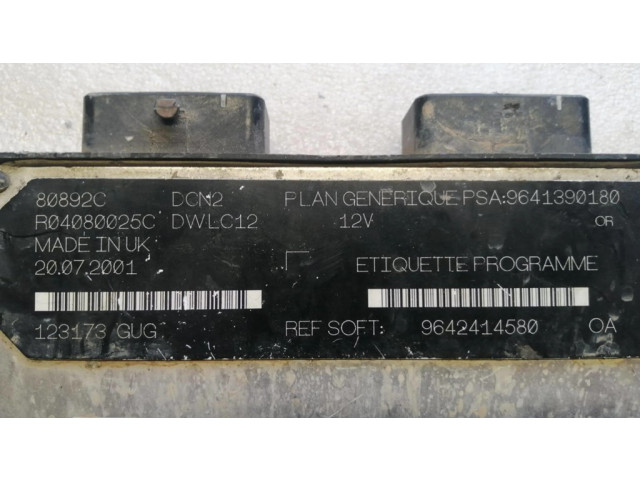 80892C DCN2 PLAN GENERIQUE PSA:9641390180
R04080025C DWLC12 12V OR
MADE IN UK
20.07.2001 ETIQUETTE PROGRAMME
123173 GUG REF SOFT: 9642414580 OA